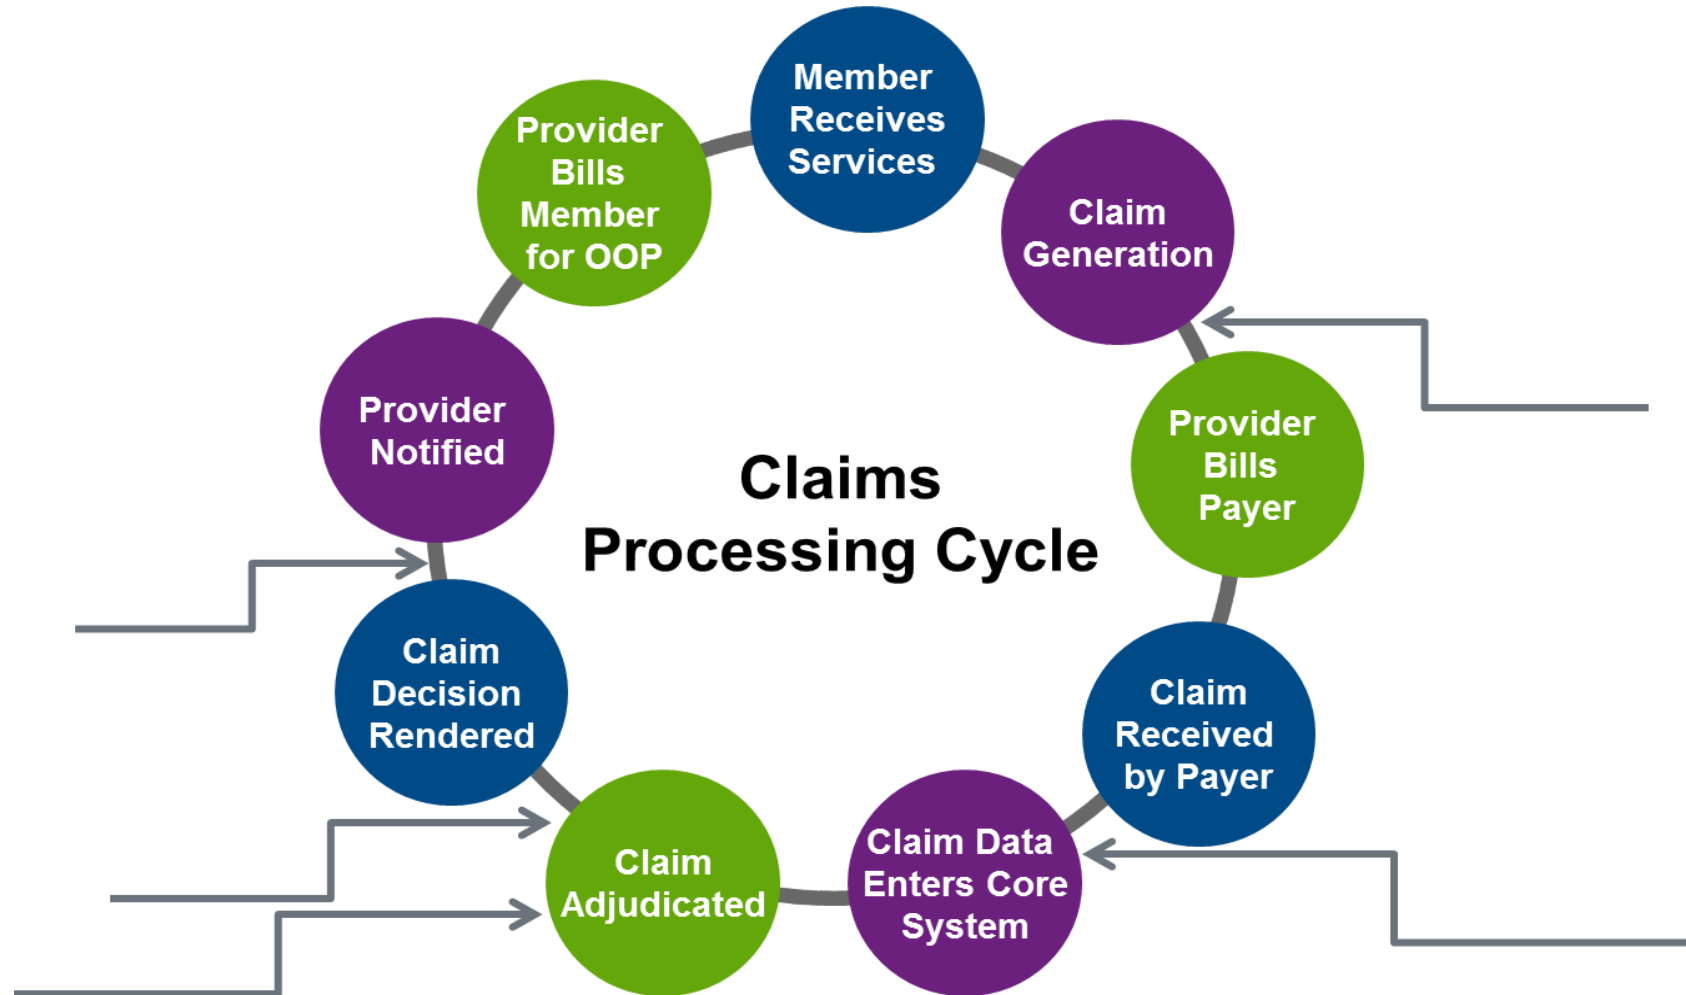 Member
Receives
Services
Claim
Generation
Provider
Bills
Payer
Claim
Received
by Payer
Claim Data
Enters Core
System
Claim
Adjudicated
Claim
Decision
Rendered
Provider
Notified
Provider
Bills
Member
for OOP
Claims
Processing Cycle